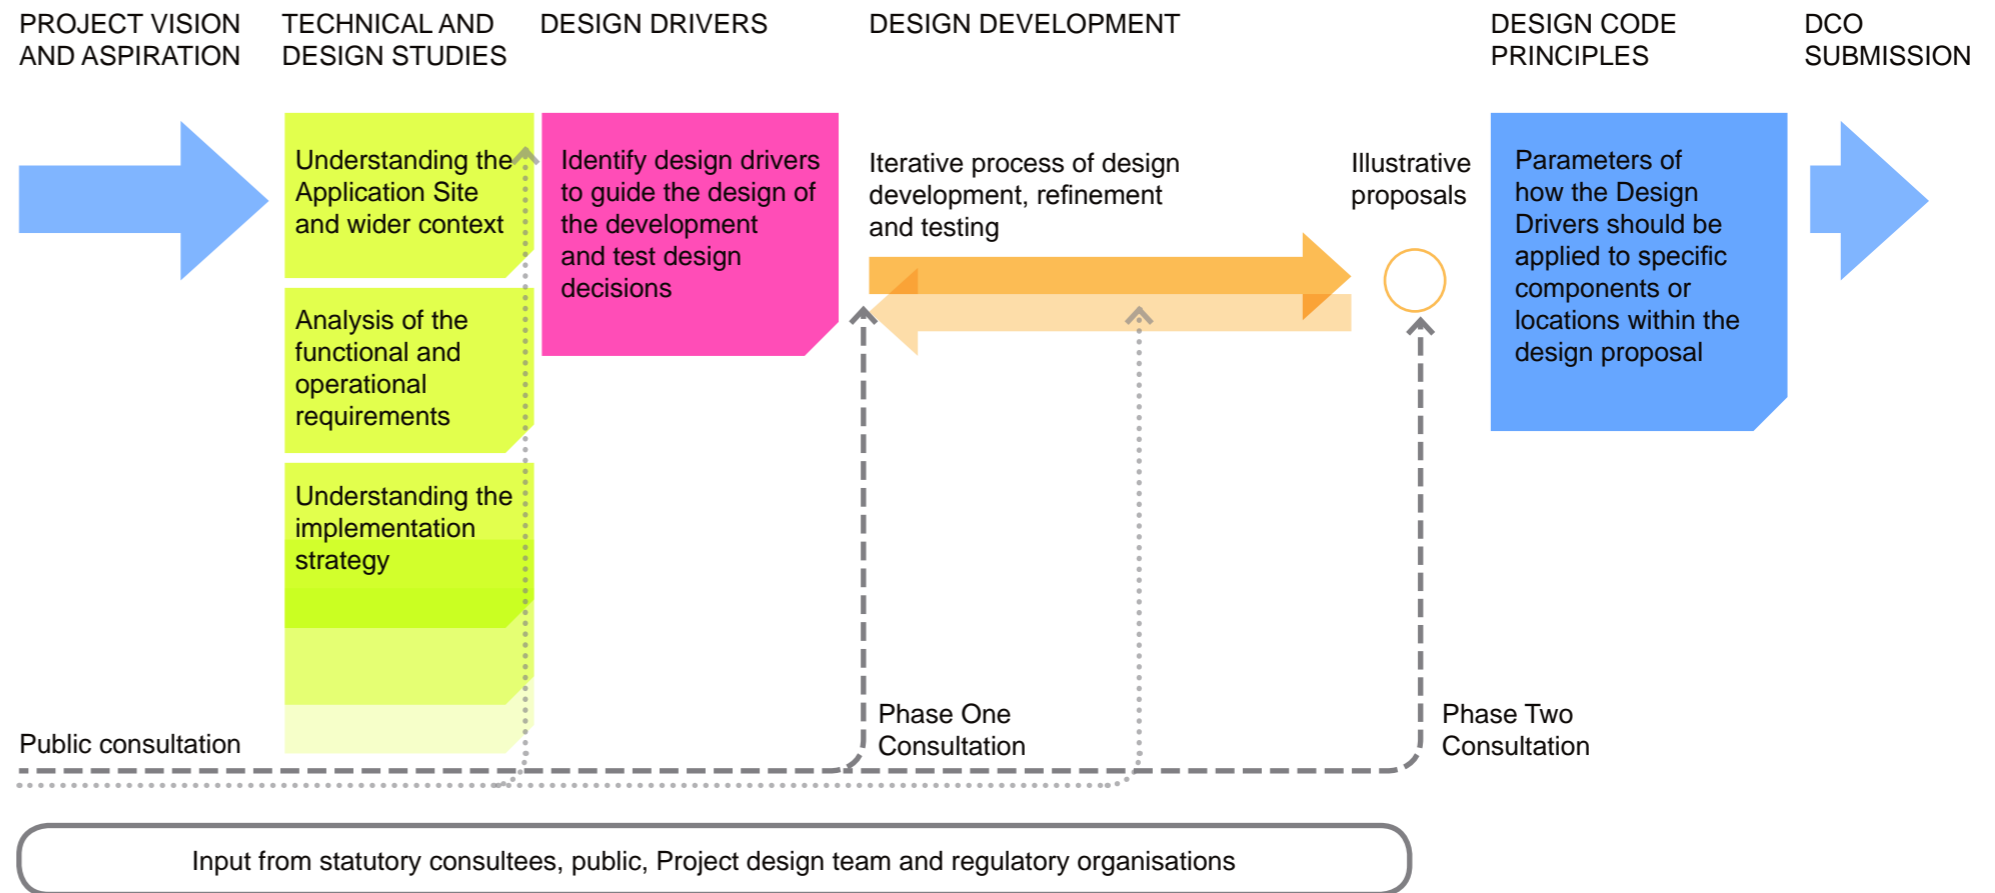 PROJECT VISION
AND ASPIRATION
TECHNICAL AND
DESIGN STUDIES
DESIGN DRIVERS
DESIGN DEVELOPMENT
DESIGN CODE
PRINCIPLES
DCO
SUBMISSION
Understanding the
Application Site
and wider context
Analysis of the
functional and
operational
requirements
Understanding the
implementation
strategy
Identify design drivers
to guide the design of
the development
and test design
decisions
Iterative process of design
development, refinement
and testing
Illustrative
proposals
Parameters of
how the Design
Drivers should be
applied to specific
components or
locations within the
design proposal
Public consultation
Phase One
Consultation
Phase Two
Consultation
Input from statutory consultees, public, Project design team and regulatory organisations